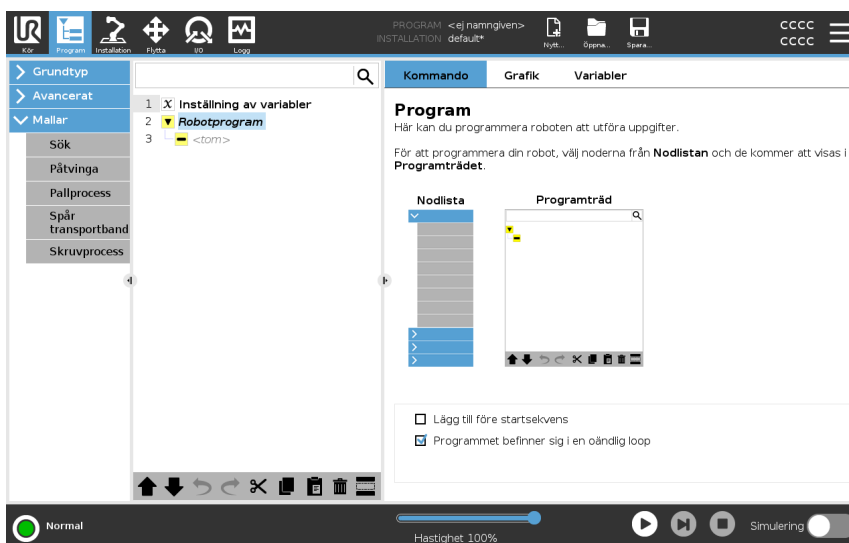 PROGRAM <ej namngiven>
INSTALLATION default*
UR
Kör
Program
Installation
Flytta
I/O
Logg
Nytt...
Öppna...
Spara...
CCCC
CCCC
Grundtyp
Avancerat
Mallar
Sök
Påtvinga
Pallprocess
Spår
transportband
Skruvprocess
1 X Inställning av variabler
2 Robotprogram
3 <tom>
Kommando Grafik Variabler
Program
Här kan du programmera roboten att utföra uppgifter.
För att programmera din robot, välj noderna från Nodlistan och de kommer att visas i
Programträdet.
Nodlista
Programträd
Lägg till före startsekvens
Programmet befinner sig i en oändlig loop
Normal
Hastighet 100%
Simulering